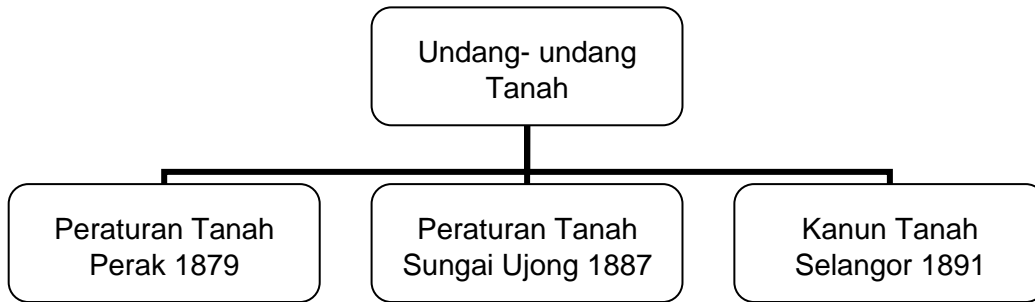 Undang- undang
Tanah
Peraturan Tanah
Perak 1879
Peraturan Tanah
Sungai Ujong 1887
Kanun Tanah
Selangor 1891